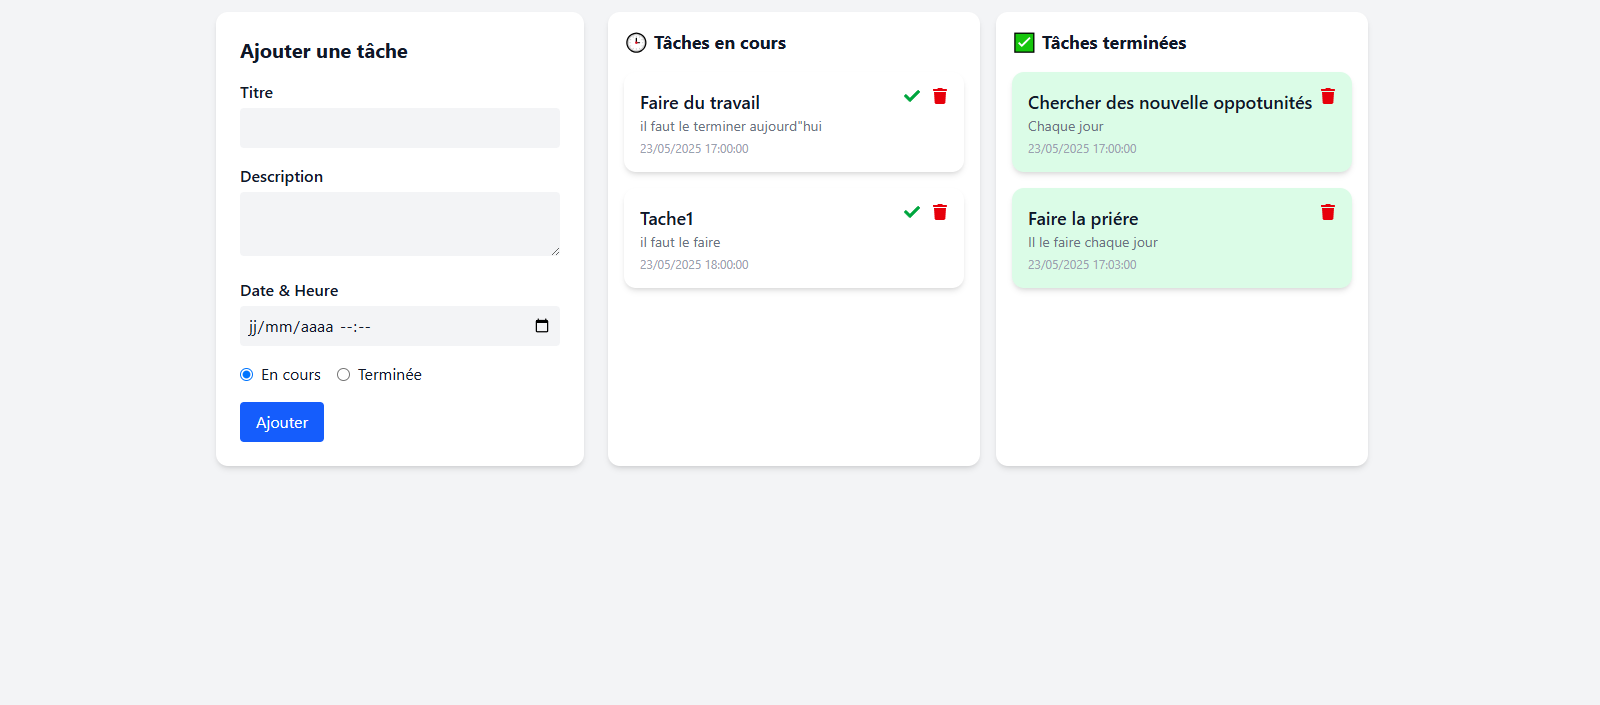 Ajouter une tâche
Titre
Description
Date & Heure
jj/mm/aaaa --:--
En cours
Terminée
Ajouter
Tâches en cours
Faire du travail
il faut le terminer aujourd"hui
23/05/2025 17:00:00
Tache1
il faut le faire
23/05/2025 18:00:00
Tâches terminées
Chercher des nouvelle oppotunités
Chaque jour
23/05/2025 17:00:00
Faire la priére
Il le faire chaque jour
23/05/2025 17:03:00